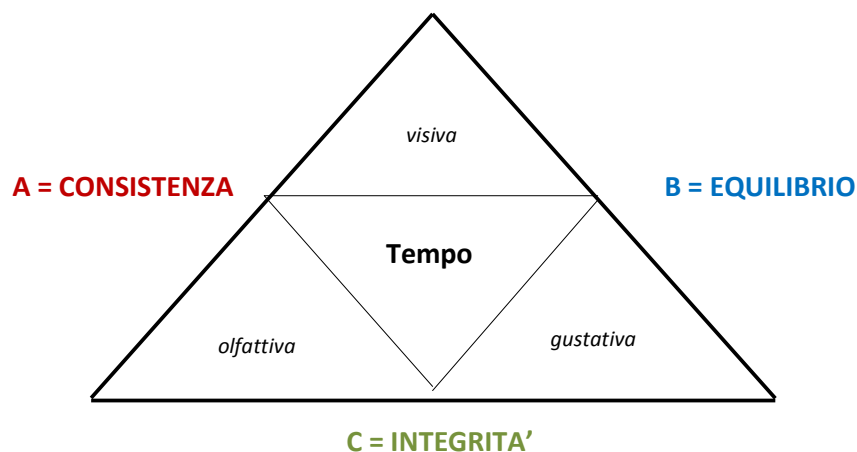 visiva
A = CONSISTENZA
B = EQUILIBRIO
Tempo
olfattiva
gustativa
C = INTEGRITA’